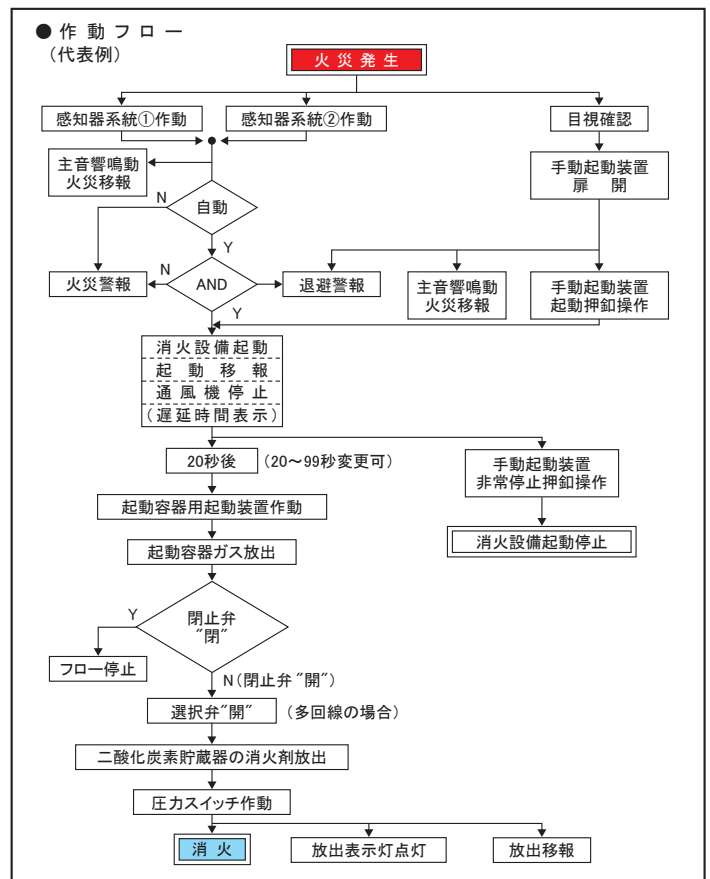 ● 作動フロー
(代表例)
火災発生
感知器系統①作動
感知器系統②作動
目視確認
主音響鳴動
火災移報
手動起動装置
扉　開
自動
N
Y
火災警報
N
AND
退避警報
主音響鳴動
火災移報
手動起動装置
起動押釦操作
Y
消火設備起動
起動移報
通風機停止
(遅延時間表示)
20秒後 (20～99秒変更可)
手動起動装置
非常停止押釦操作
起動容器用起動装置作動
消火設備起動停止
起動容器ガス放出
閉止弁
"閉"
Y
フロー停止
N(閉止弁"開")
選択弁"開" (多回線の場合)
二酸化炭素貯蔵器の消火剤放出
圧力スイッチ作動
消火
放出表示灯点灯
放出移報